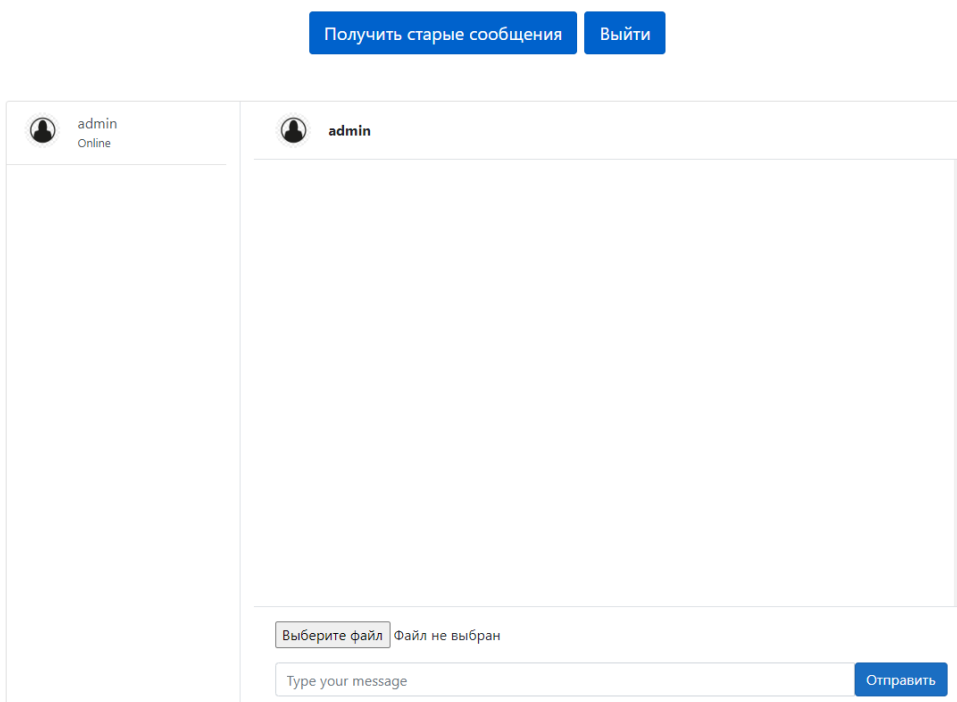 Получить старые сообщения
Выйти
admin
Online
admin
Выберите файл Файл не выбран
Type your message
Отправить